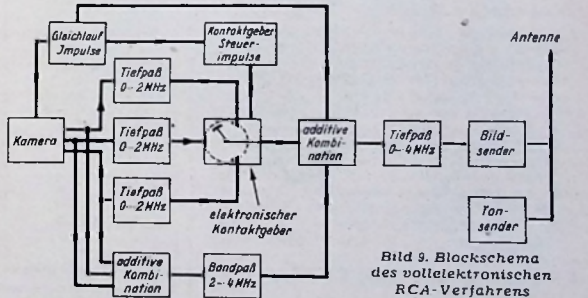 Gleichlauf
Impulse
Kontaktgeber
Steuer-
impulse
Antenne
Tiefpaß
0–2MHz
Kamera
Tiefpaß
0–2MHz
additive
Kombi-
nation
Tiefpaß
0–4MHz
Bild-
sender
Tiefpaß
0–2MHz
elektronischer
Kontaktgeber
Ton-
sender
additive
Kombi-
nation
Bandpaß
2–4MHz
Bild 9. Blockschema
des vollelektronischen
RCA-Verfahrens